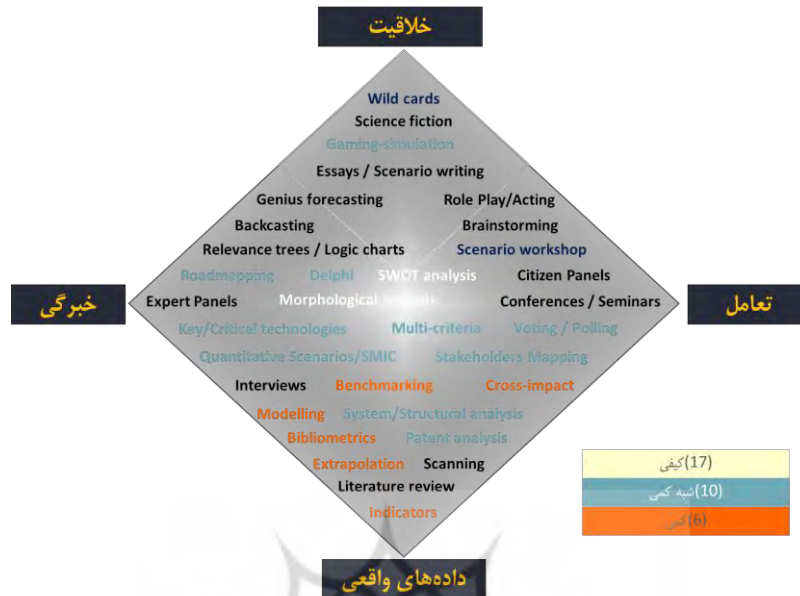 خلاقیت
Wild cards
Science fiction
Gaming-simulation
Essays / Scenario writing
Genius forecasting Role Play/Acting
Backcasting Brainstorming
Relevance trees / Logic charts Scenario workshop
Roadmapping Delphi SWOT analysis Citizen Panels
خبرگی Expert Panels Morphological analysis Conferences / Seminars تعامل
Key/Critical technologies Multi-criteria Voting / Polling
Quantitative Scenarios/SMIC Stakeholders Mapping
Interviews Benchmarking Cross-impact
Modelling System/Structural analysis
Bibliometrics Patent analysis
Extrapolation Scanning
Literature review
Indicators
(17)کیفی
(10)شبه کمی
(6)کمی
داده‌های واقعی